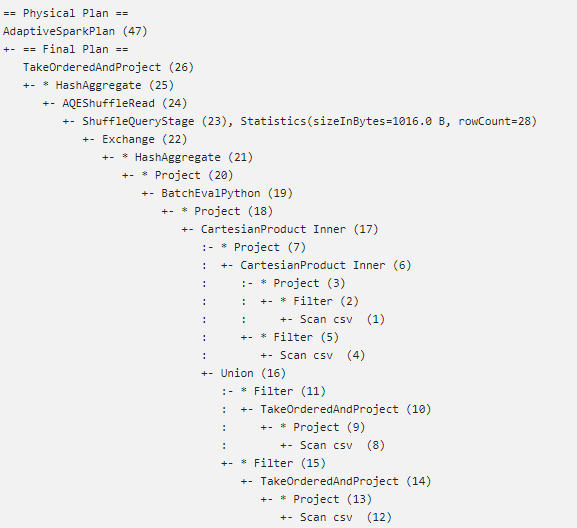 == Physical Plan ==
AdaptiveSparkPlan (47)
+- == Final Plan ==
   TakeOrderedAndProject (26)
   +- * HashAggregate (25)
      +- AQEShuffleRead (24)
         +- ShuffleQueryStage (23), Statistics(sizeInBytes=1016.0 B, rowCount=28)
            +- Exchange (22)
               +- * HashAggregate (21)
                  +- * Project (20)
                     +- BatchEvalPython (19)
                        +- * Project (18)
                           +- CartesianProduct Inner (17)
                              :- * Project (7)
                              :  +- CartesianProduct Inner (6)
                              :     :- * Project (3)
                              :     :  +- * Filter (2)
                              :     :     +- Scan csv  (1)
                              :     +- * Filter (5)
                              :        +- Scan csv  (4)
                              +- Union (16)
                                 :- * Filter (11)
                                 :  +- TakeOrderedAndProject (10)
                                 :     +- * Project (9)
                                 :        +- Scan csv  (8)
                                 +- * Filter (15)
                                    +- TakeOrderedAndProject (14)
                                       +- * Project (13)
                                          +- Scan csv  (12)